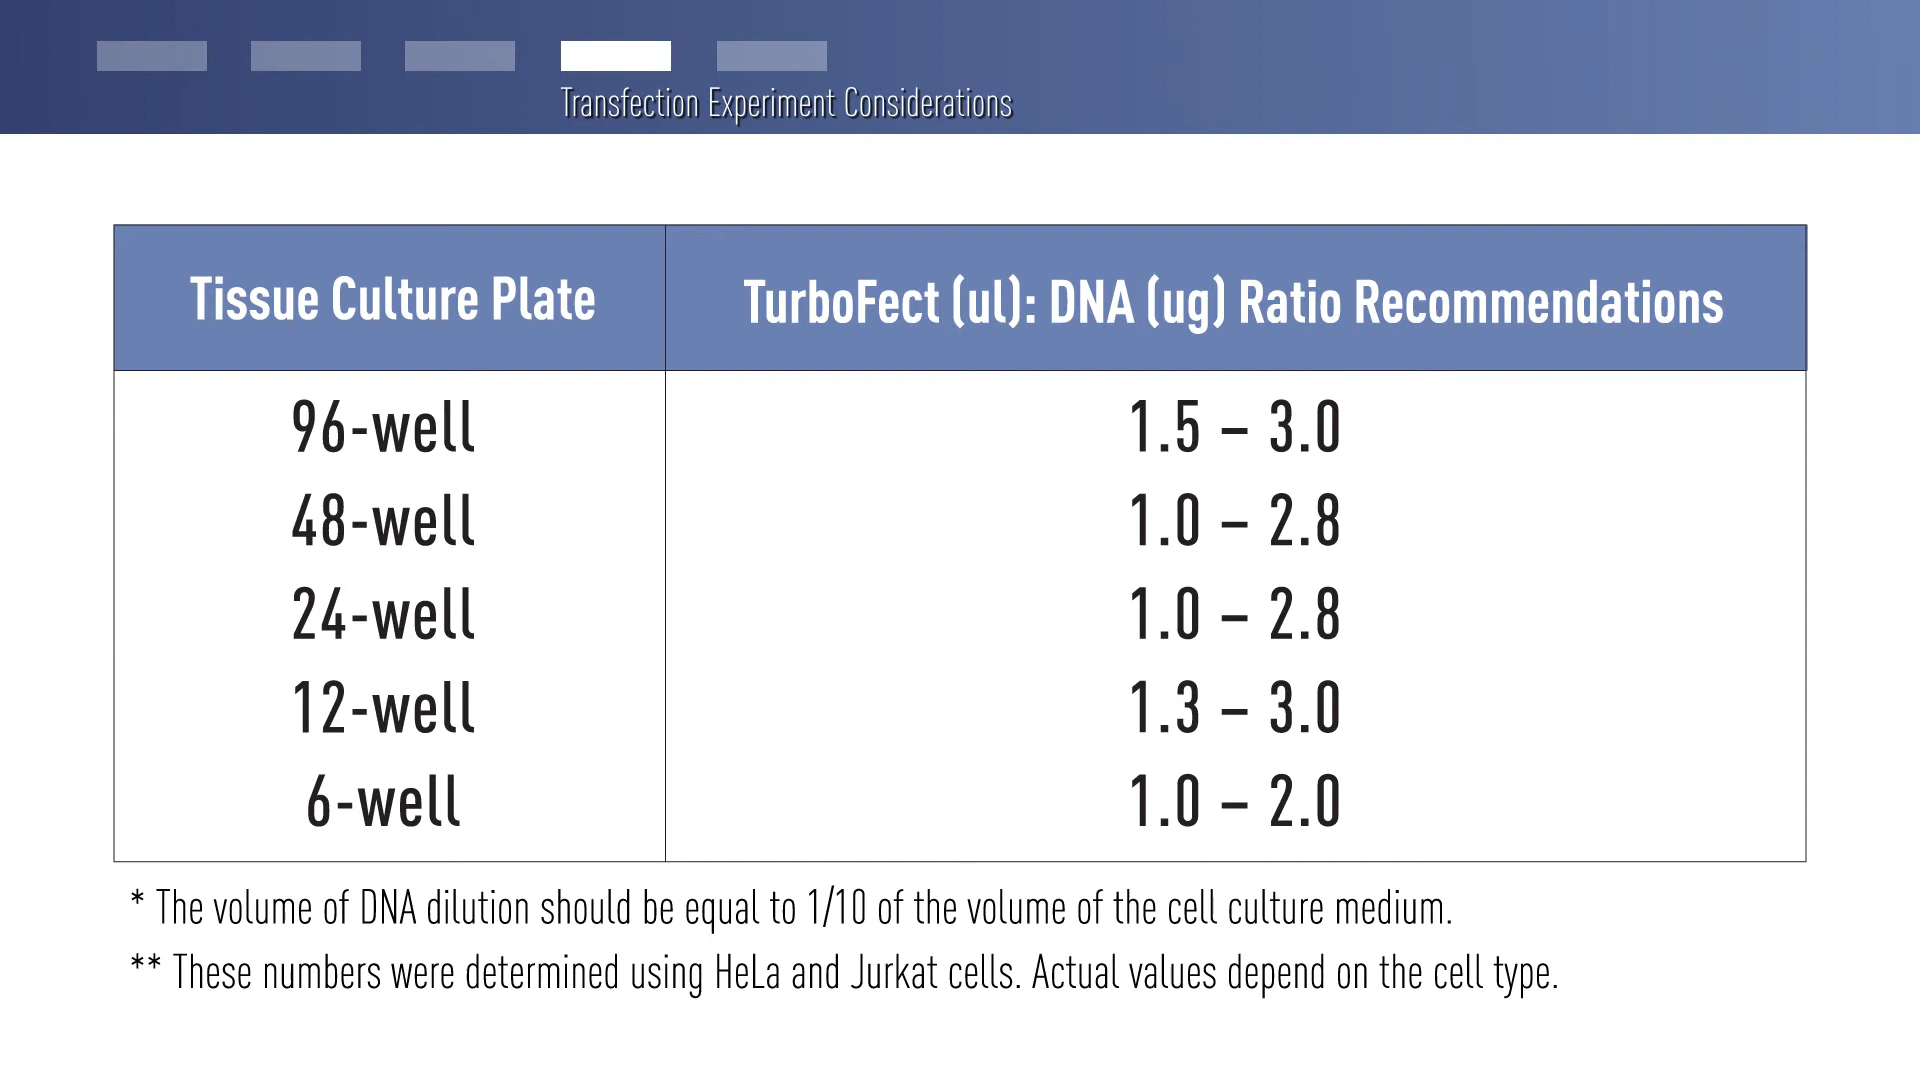 Transfection Experiment Considerations
Tissue Culture Plate
TurboFect (ul): DNA (ug) Ratio Recommendations
96-well 1.5 – 3.0
48-well 1.0 – 2.8
24-well 1.0 – 2.8
12-well 1.3 – 3.0
6-well 1.0 – 2.0
* The volume of DNA dilution should be equal to 1/10 of the volume of the cell culture medium.
** These numbers were determined using HeLa and Jurkat cells. Actual values depend on the cell type.